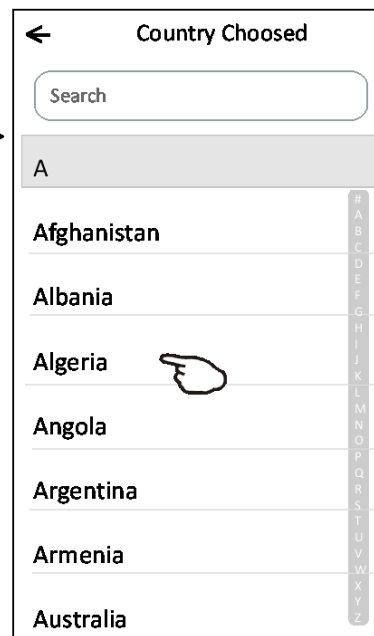 Country Choosed
Search
A
Afghanistan
Albania
Algeria
Angola
Argentina
Armenia
Australia
#
A
B
C
D
E
F
G
H
I
J
K
L
M
N
O
P
Q
R
S
T
U
V
W
X
Y
Z